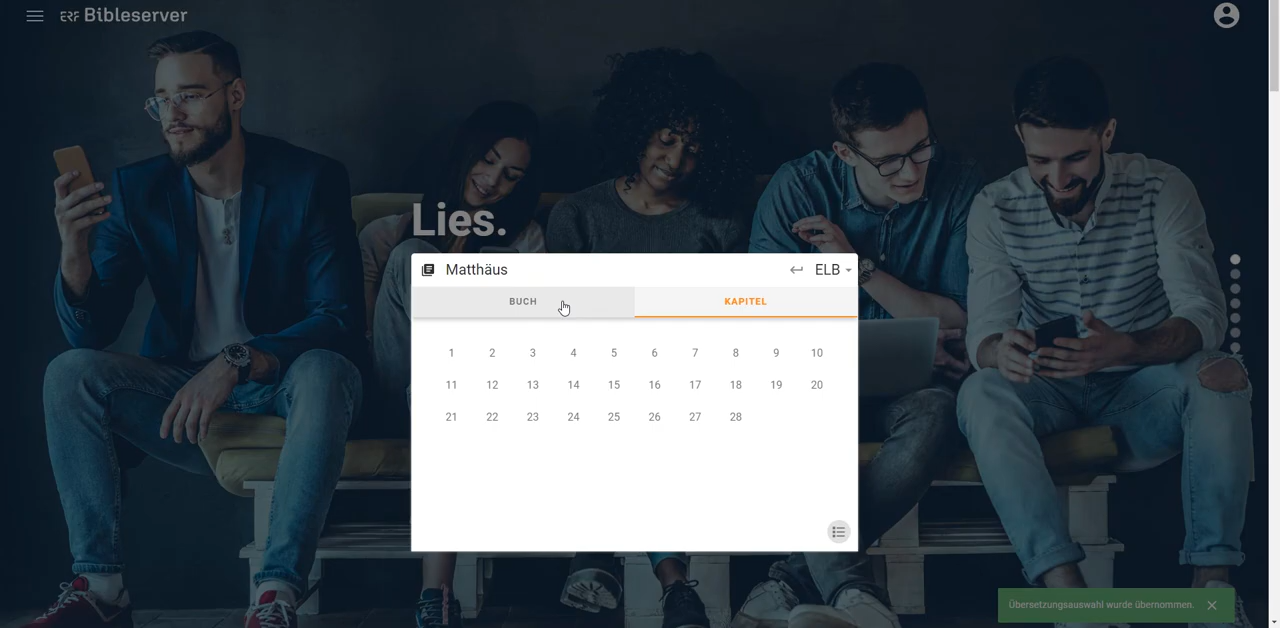 ERF Bibleserver
Lies.
Matthäus ELB
BUCH KAPITEL
1 2 3 4 5 6 7 8 9 10
11 12 13 14 15 16 17 18 19 20
21 22 23 24 25 26 27 28
Übersetzungsauswahl wurde übernommen.